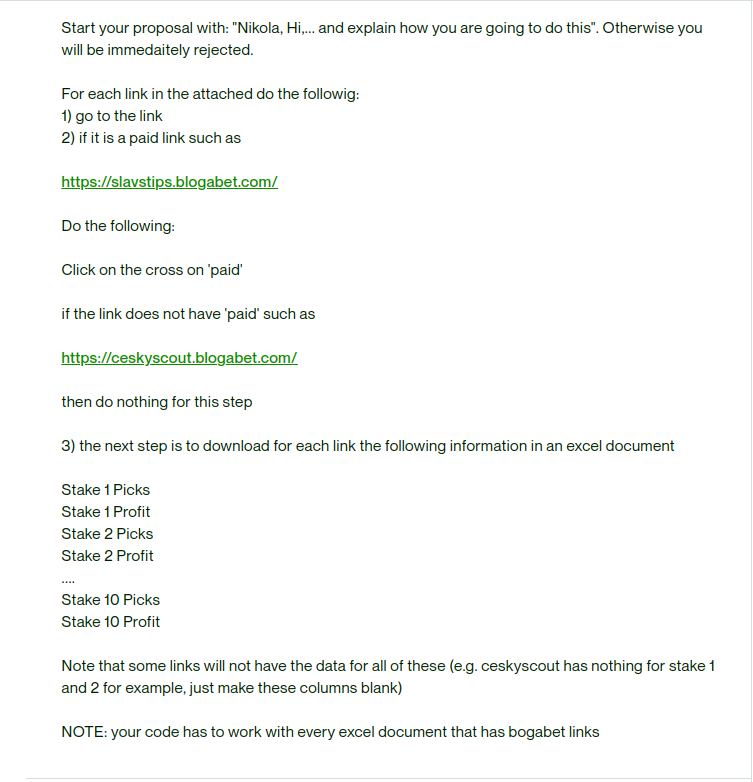 Start your proposal with: "Nikola, Hi,... and explain how you are going to do this". Otherwise you
will be immedaitely rejected.
For each link in the attached do the followig:
1) go to the link
2) if it is a paid link such as
https://slavstips.blogabet.com/
Do the following:
Click on the cross on 'paid'
if the link does not have 'paid' such as
https://ceskyscout.blogabet.com/
then do nothing for this step
3) the next step is to download for each link the following information in an excel document
Stake 1 Picks
Stake 1 Profit
Stake 2 Picks
Stake 2 Profit
....
Stake 10 Picks
Stake 10 Profit
Note that some links will not have the data for all of these (e.g. ceskyscout has nothing for stake 1
and 2 for example, just make these columns blank)
NOTE: your code has to work with every excel document that has bogabet links